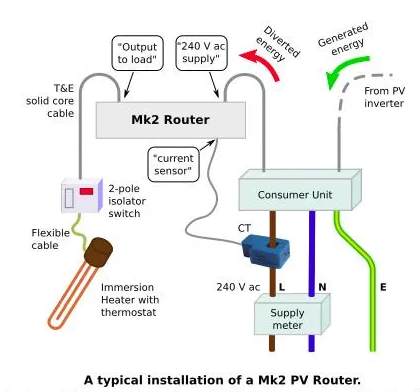 "Output
to load"
"240 V ac
supply"
Diverted
energy
Generated
energy
T&E
solid core
cable
From PV
inverter
Mk2 Router
"current
sensor"
2-pole
isolator
switch
Consumer Unit
Flexible
cable
CT
Immersion
Heater with
thermostat
240 V ac
L
N
E
Supply
meter
A typical installation of a Mk2 PV Router.